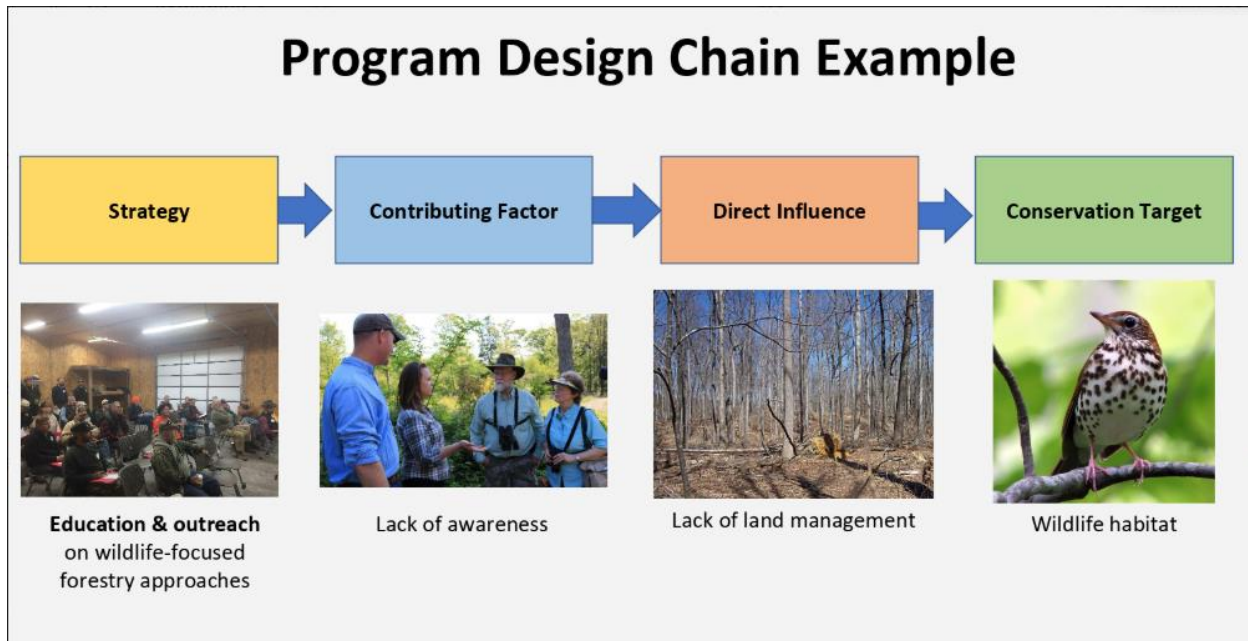 Program Design Chain Example
Strategy
Contributing Factor
Direct Influence
Conservation Target
Education & outreach
on wildlife-focused
forestry approaches
Lack of awareness
Lack of land management
Wildlife habitat